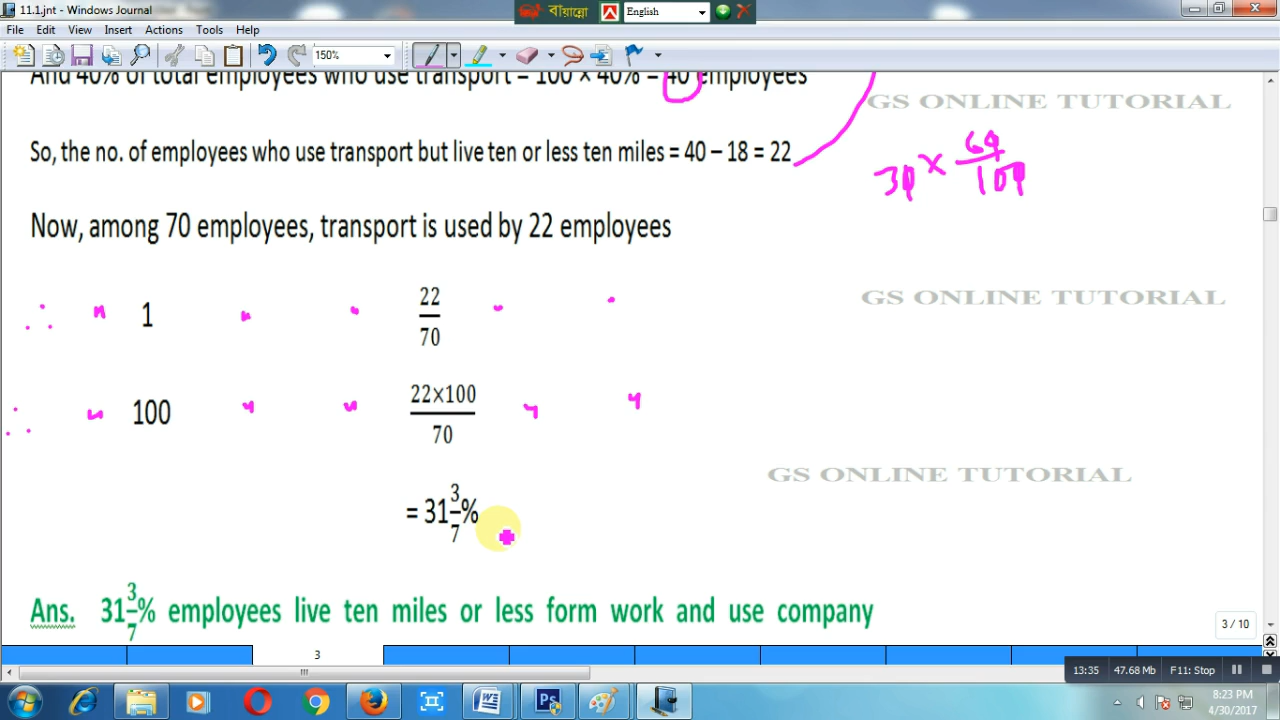 11.1.jnt - Windows Journal
বাঁয়ান্নো English
File Edit View Insert Actions Tools Help
150%
And 40% of total employees who use transport = 100 × 40% = 40 employees
GS ONLINE TUTORIAL
So, the no. of employees who use transport but live ten or less ten miles = 40 – 18 = 22
30 × 60/100
Now, among 70 employees, transport is used by 22 employees
∴ " 1 " " 22/70 " "
GS ONLINE TUTORIAL
∴ " 100 " " 22×100/70 " "
GS ONLINE TUTORIAL
= 31 3/7%
Ans. 31 3/7% employees live ten miles or less form work and use company
3 / 10
3
13:35 47.68 Mb F11: Stop
8:23 PM
4/30/2017